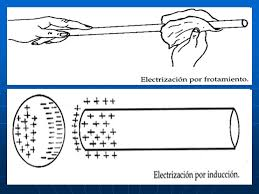 Electrización por frotamiento.
Electrización por inducción.